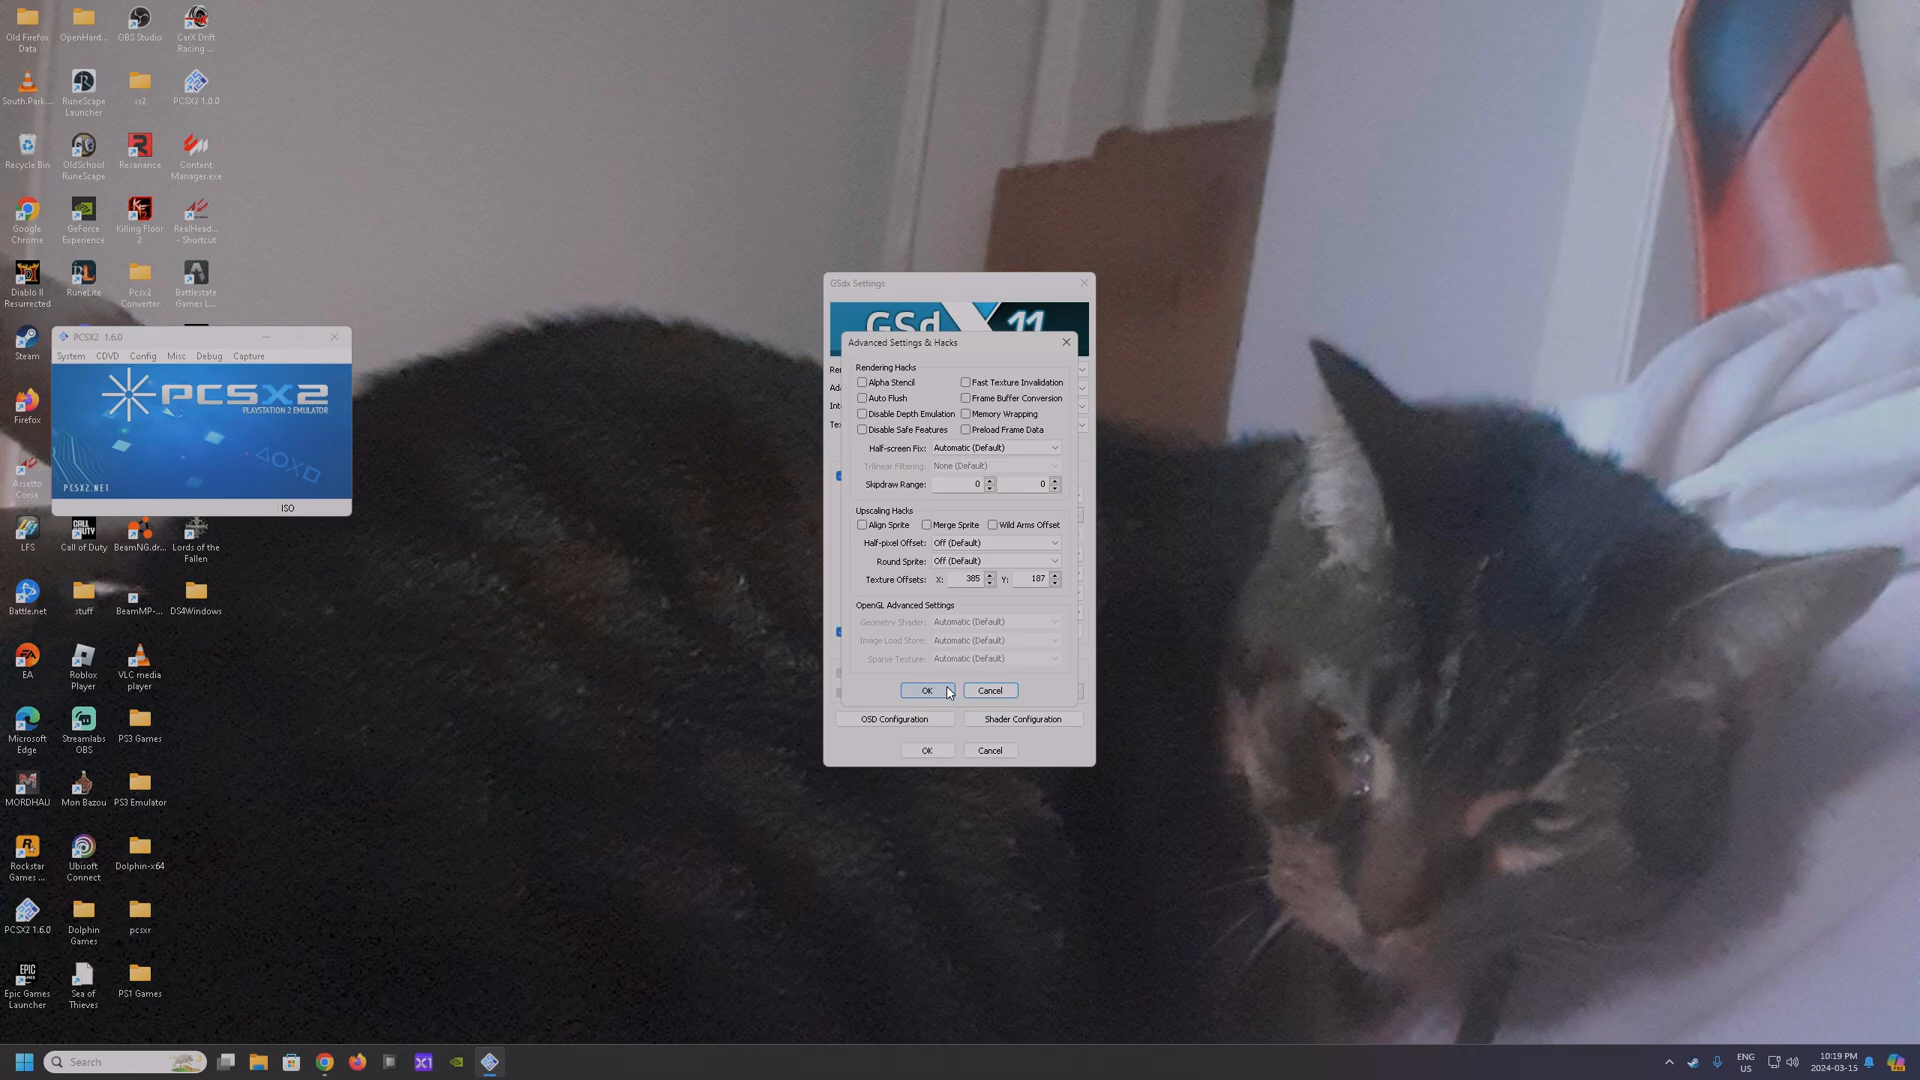 Old Firefox
Data
OpenHard...
OBS Studio
CarX Drift
Racing ...
South.Park....
RuneScape
Launcher
ss2
PCSX2 1.0.0
Recycle Bin
OldSchool
RuneScape
Resanance
Content
Manager.exe
Google
Chrome
GeForce
Experience
Killing Floor
2
RealHead...
- Shortcut
Diablo II
Resurrected
RuneLite
Pcsx2
Converter
Battlestate
Games L...
Steam
Firefox
Assetto
Corsa
PCSX2 1.6.0
System CDVD Config Misc Debug Capture
PCSX2
PLAYSTATION 2 EMULATOR
PCSX2.NET
ISO
LFS
Call of Duty
BeamNG.dr...
Lords of the
Fallen
Battle.net
stuff
BeamMP-...
DS4Windows
EA
Roblox
Player
VLC media
player
Microsoft
Edge
Streamlabs
OBS
PS3 Games
MORDHAU
Mon Bazou
PS3 Emulator
Rockstar
Games ...
Ubisoft
Connect
Dolphin-x64
PCSX2 1.6.0
Dolphin
Games
pcsxr
Epic Games
Launcher
Sea of
Thieves
PS1 Games
GSdx Settings
GSd 11
Advanced Settings & Hacks
Rendering Hacks
Alpha Stencil Fast Texture Invalidation
Auto Flush Frame Buffer Conversion
Disable Depth Emulation Memory Wrapping
Disable Safe Features Preload Frame Data
Half-screen Fix: Automatic (Default)
Trilinear Filtering: None (Default)
Skipdraw Range: 0 0
Upscaling Hacks
Align Sprite Merge Sprite Wild Arms Offset
Half-pixel Offset: Off (Default)
Round Sprite: Off (Default)
Texture Offsets: X: 385 Y: 187
OpenGL Advanced Settings
Geometry Shader: Automatic (Default)
Image Load Store: Automatic (Default)
Sparse Texture: Automatic (Default)
OK Cancel
OSD Configuration Shader Configuration
OK Cancel
Search
ENG
US
10:19 PM
2024-03-15